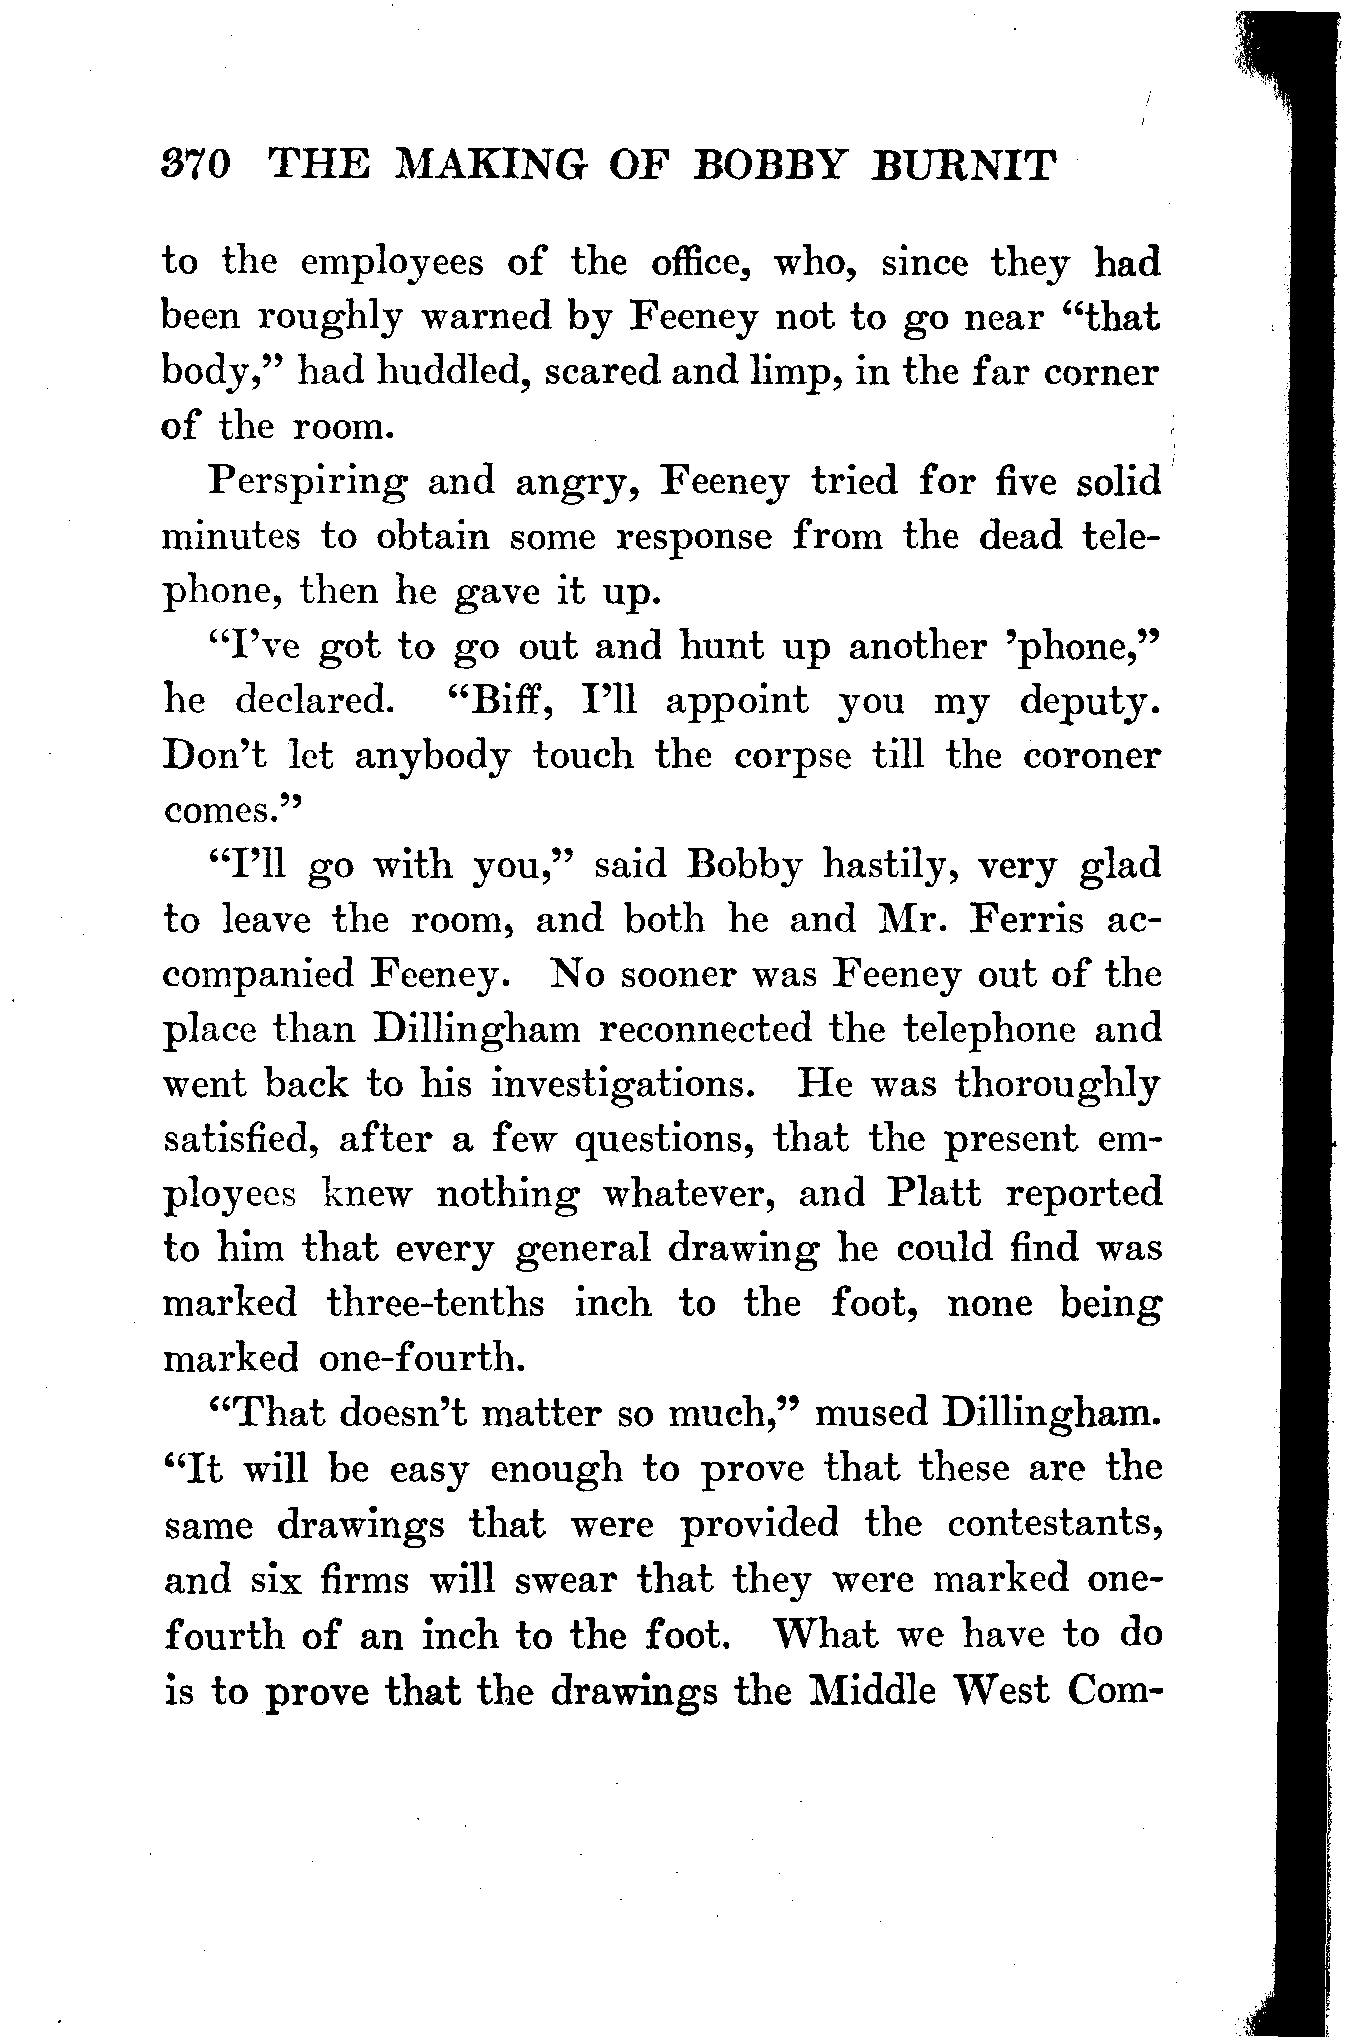 370 THE MAKING OF BOBBY BURNIT
to the employees of the office, who, since they had
been roughly warned by Feeney not to go near “that
body,” had huddled, scared and limp, in the far corner
of the room.
Perspiring and angry, Feeney tried for five solid
minutes to obtain some response from the dead tele-
phone, then he gave it up.
“I’ve got to go out and hunt up another ’phone,”
he declared. “Biff, I’ll appoint you my deputy.
Don’t let anybody touch the corpse till the coroner
comes.”
“I’ll go with you,” said Bobby hastily, very glad
to leave the room, and both he and Mr. Ferris ac-
companied Feeney. No sooner was Feeney out of the
place than Dillingham reconnected the telephone and
went back to his investigations. He was thoroughly
satisfied, after a few questions, that the present em-
ployees knew nothing whatever, and Platt reported
to him that every general drawing he could find was
marked three-tenths inch to the foot, none being
marked one-fourth.
“That doesn’t matter so much,” mused Dillingham.
“It will be easy enough to prove that these are the
same drawings that were provided the contestants,
and six firms will swear that they were marked one-
fourth of an inch to the foot. What we have to do
is to prove that the drawings the Middle West Com-